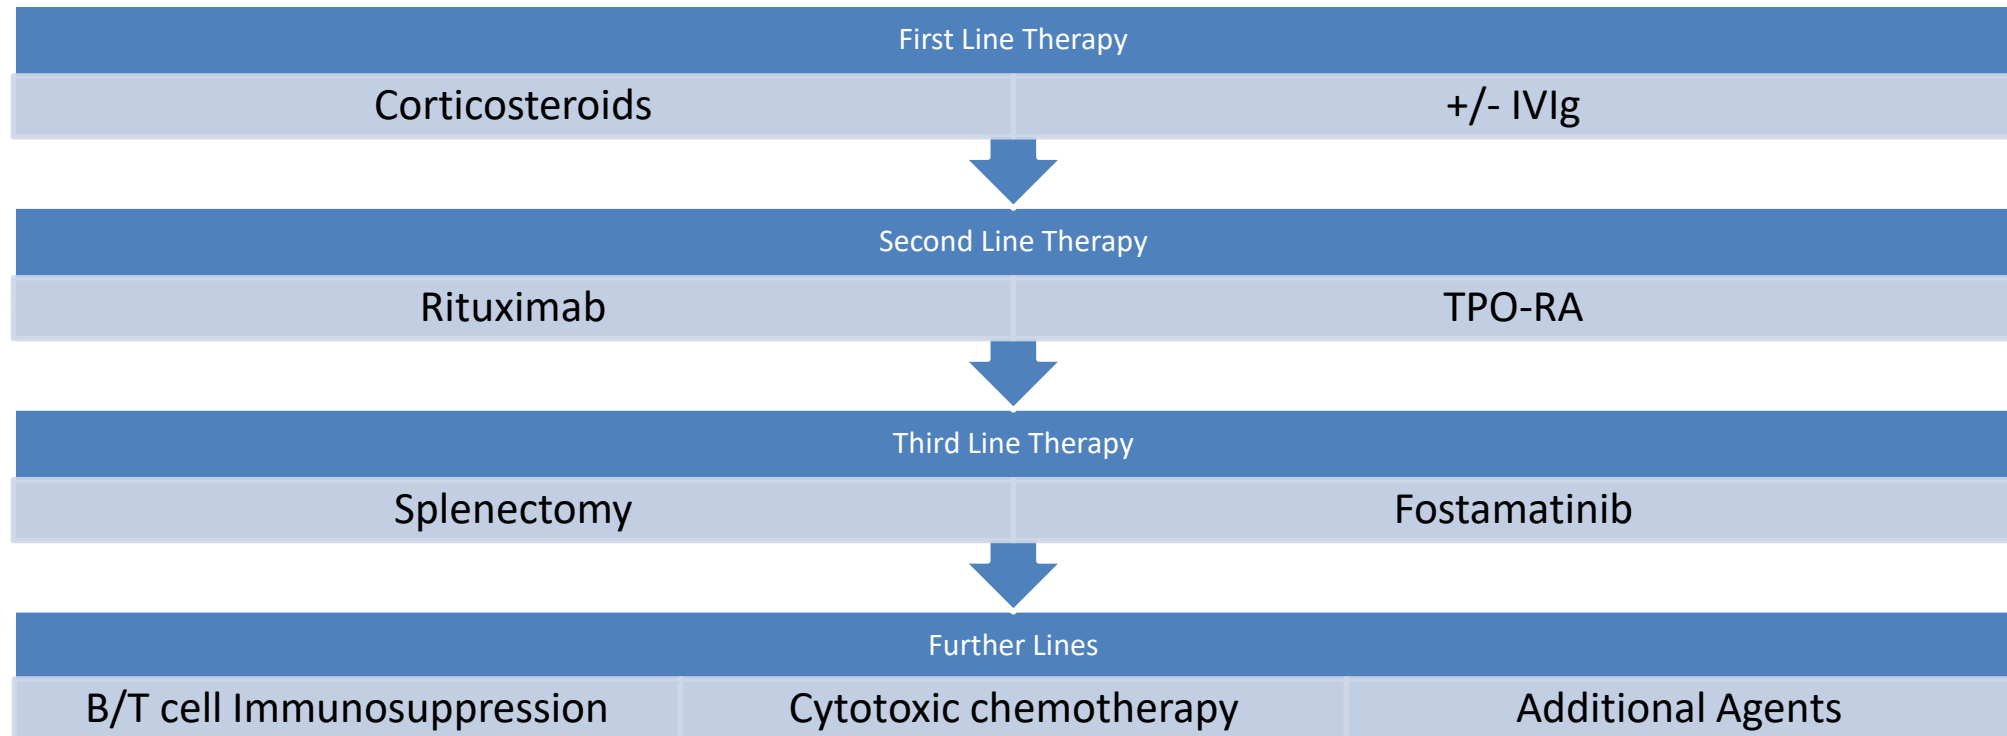 First Line Therapy
Corticosteroids
+/- IVIg
Second Line Therapy
Rituximab
TPO-RA
Third Line Therapy
Splenectomy
Fostamatinib
Further Lines
B/T cell Immunosuppression
Cytotoxic chemotherapy
Additional Agents